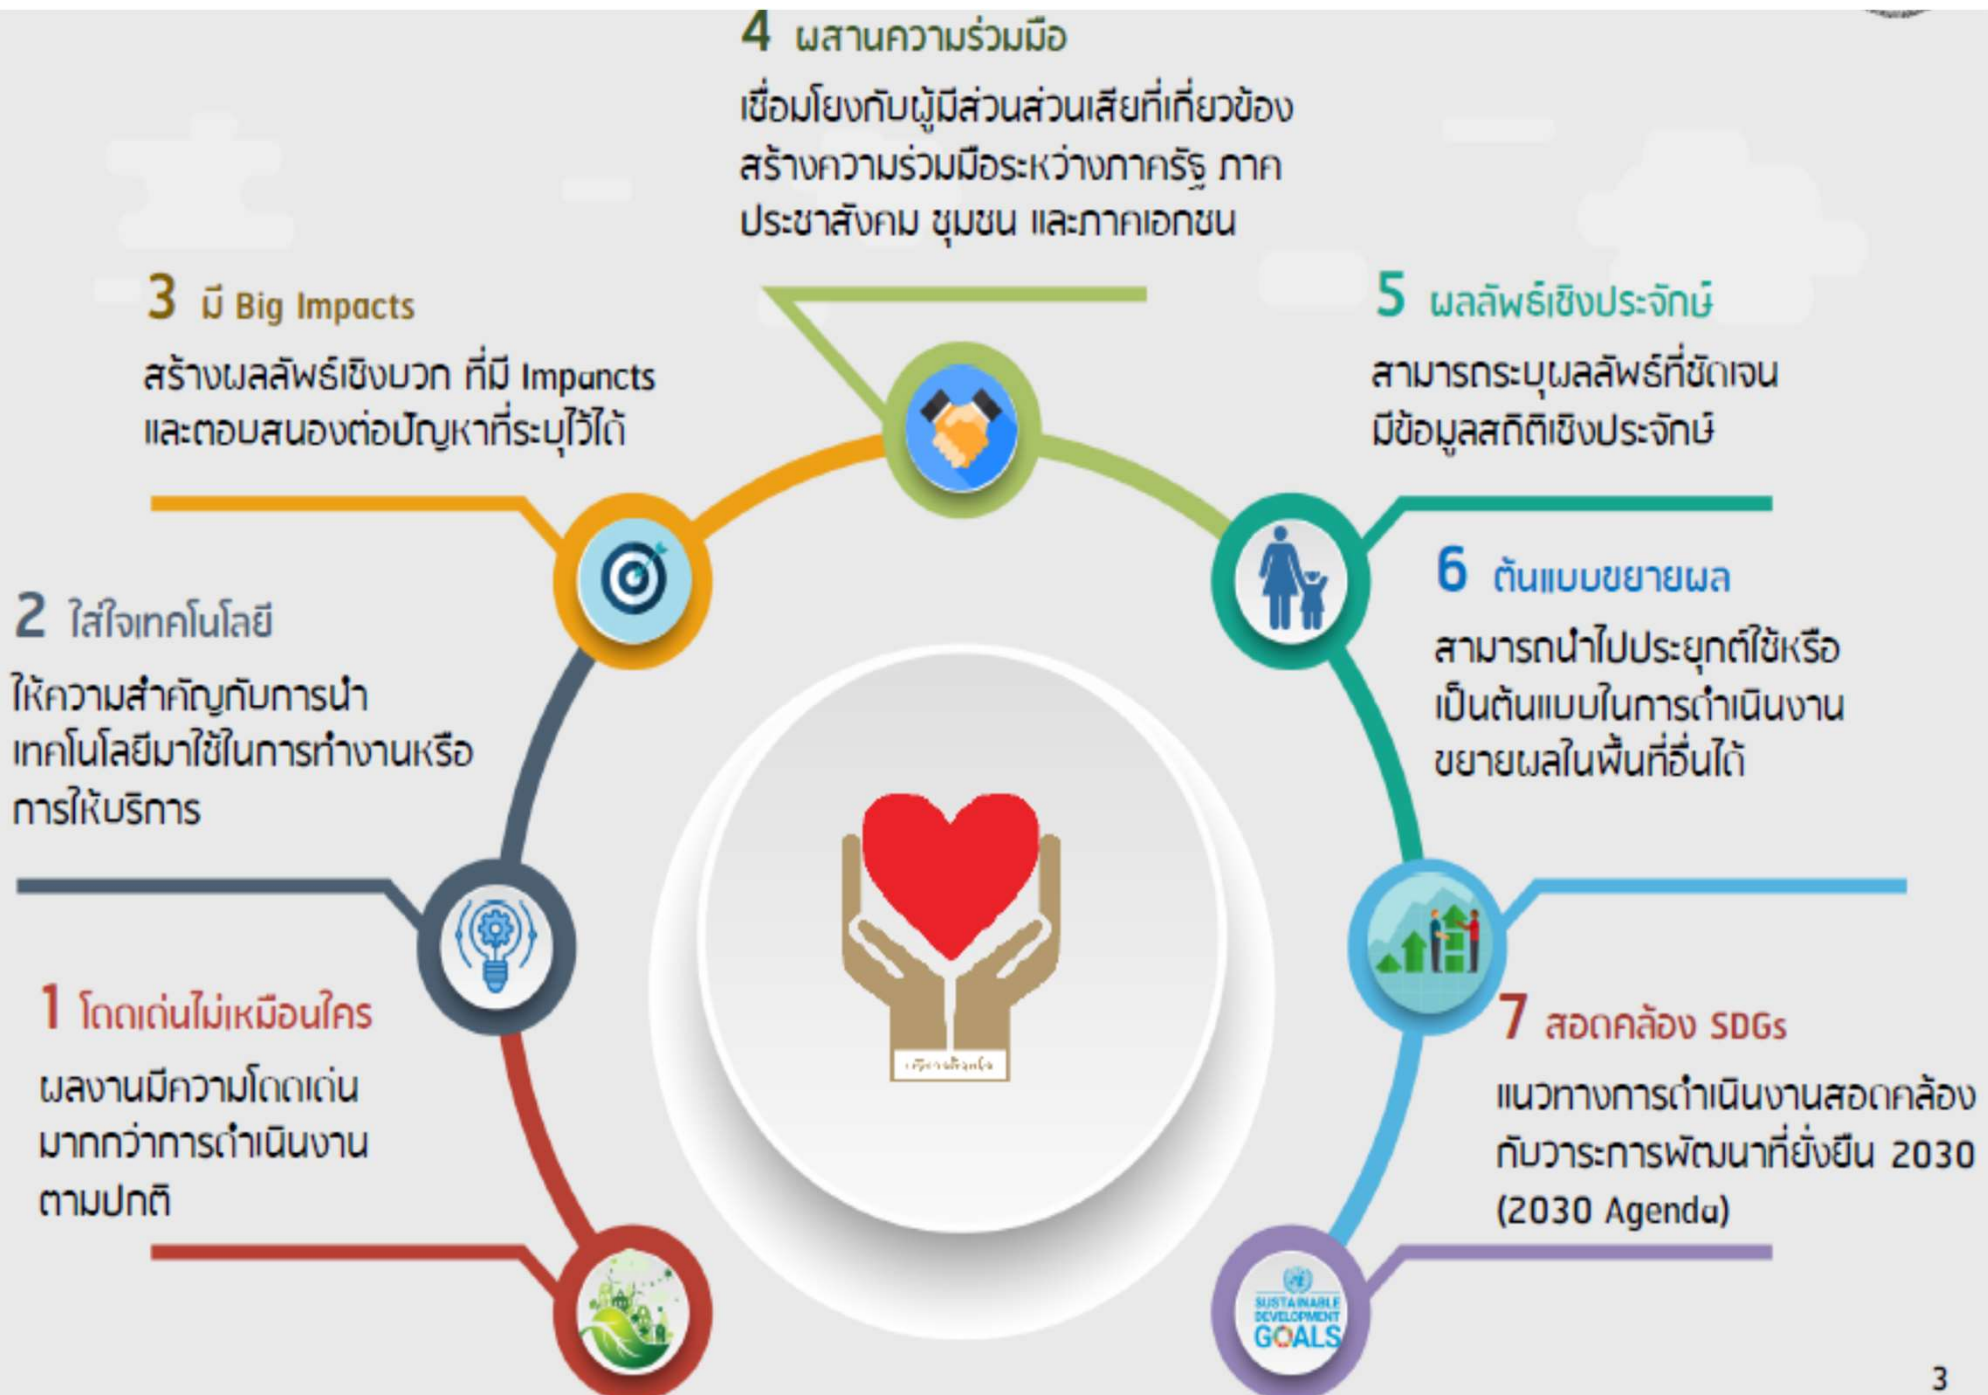 4 ผสานความร่วมมือ
เชื่อมโยงกับผู้มีส่วนส่วนเสียที่เกี่ยวข้อง
สร้างความร่วมมือระหว่างภาครัฐ ภาค
ประชาสังคม ชุมชน และภาคเอกชน
3 มี Big Impacts
สร้างผลลัพธ์เชิงบวก ที่มี Impancts
และตอบสนองต่อปัญหาที่ระบุไว้ได้
5 ผลลัพธ์เชิงประจักษ์
สามารถระบุผลลัพธ์ที่ชัดเจน
มีข้อมูลสถิติเชิงประจักษ์
2 ใส่ใจเทคโนโลยี
ให้ความสำคัญกับการนำ
เทคโนโลยีมาใช้ในการทำงานหรือ
การให้บริการ
6 ต้นแบบขยายผล
สามารถนำไปประยุกต์ใช้หรือ
เป็นต้นแบบในการดำเนินงาน
ขยายผลในพื้นที่อื่นได้
1 โดดเด่นไม่เหมือนใคร
ผลงานมีความโดดเด่น
มากกว่าการดำเนินงาน
ตามปกติ
7 สอดคล้อง SDGs
แนวทางการดำเนินงานสอดคล้อง
กับวาระการพัฒนาที่ยั่งยืน 2030
(2030 Agenda)
SUSTAINABLE
DEVELOPMENT
GOALS
3